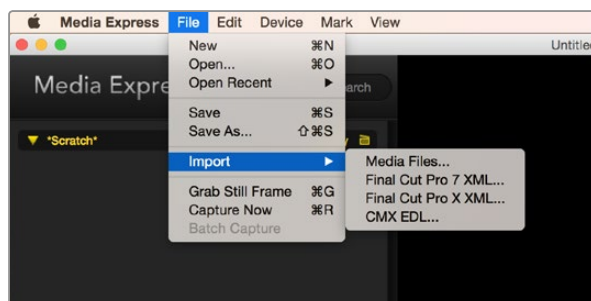 Media Express File Edit Device Mark View
Untitle
New ⌘N
Open... ⌘O
Open Recent ▶
Media Expre
arch
Save ⌘S
Save As... ⇧⌘S
▼ *Scratch*
Import ▶
Media Files...
Final Cut Pro 7 XML...
Final Cut Pro X XML...
CMX EDL...
Grab Still Frame ⌘G
Capture Now ⌘R
Batch Capture